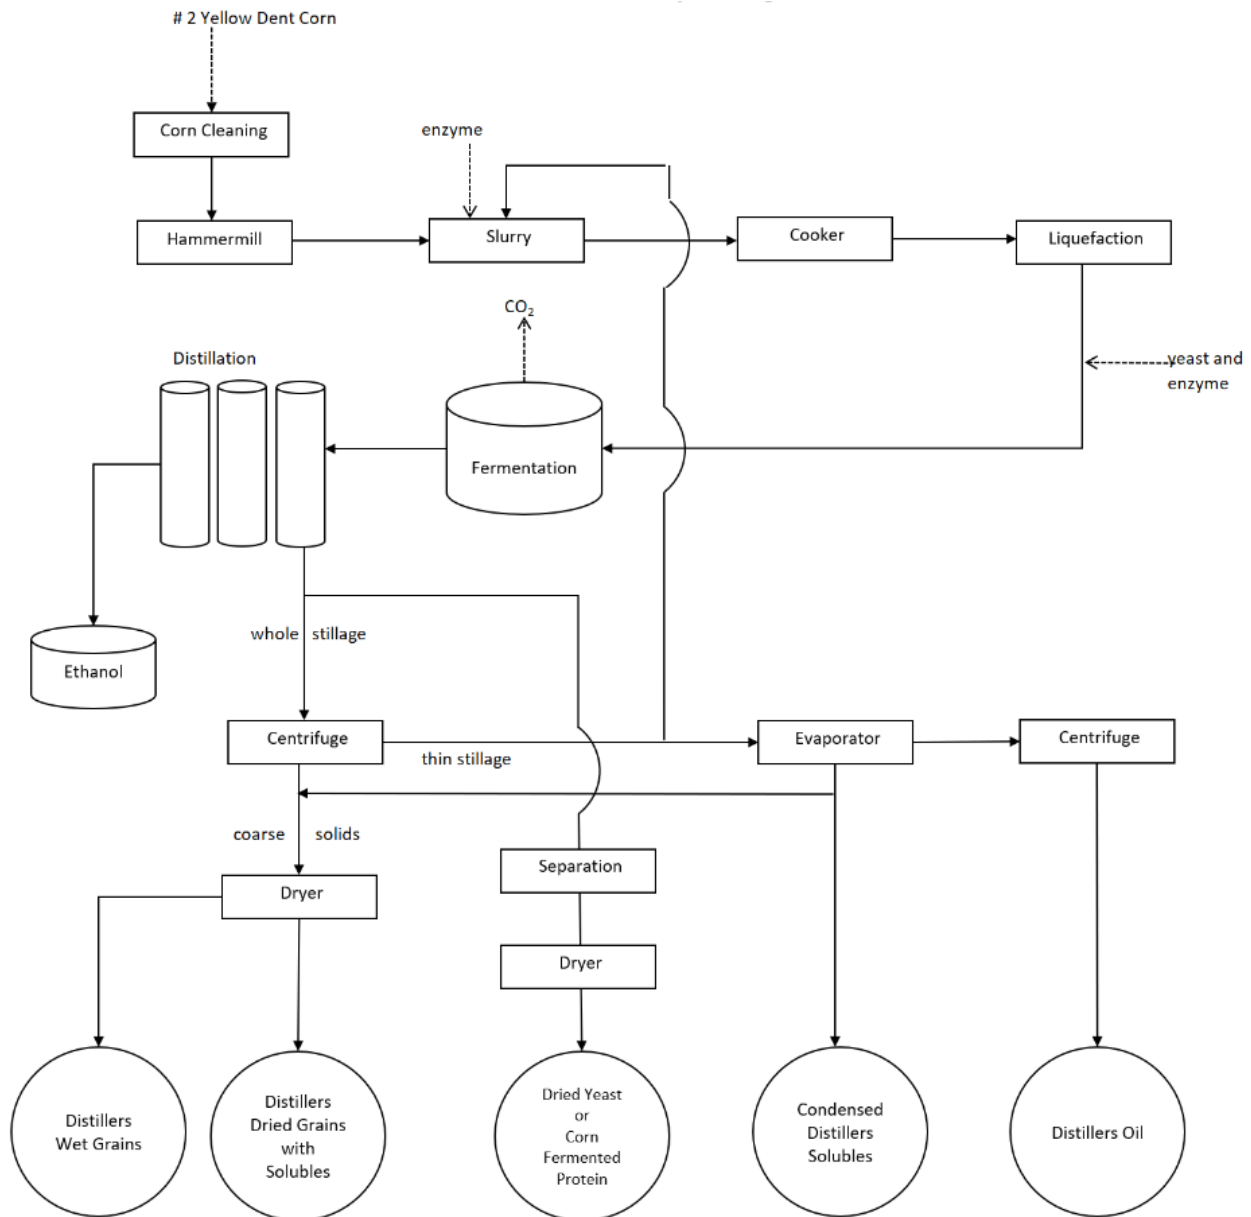 # 2 Yellow Dent Corn
Corn Cleaning
enzyme
Hammermill
Slurry
Cooker
Liquefaction
CO₂
Distillation
yeast and
enzyme
Fermentation
whole stillage
Ethanol
Centrifuge
thin stillage
Evaporator
Centrifuge
coarse solids
Dryer
Separation
Dryer
Distillers
Wet Grains
Distillers
Dried Grains
with
Solubles
Dried Yeast
or
Corn
Fermented
Protein
Condensed
Distillers
Solubles
Distillers Oil